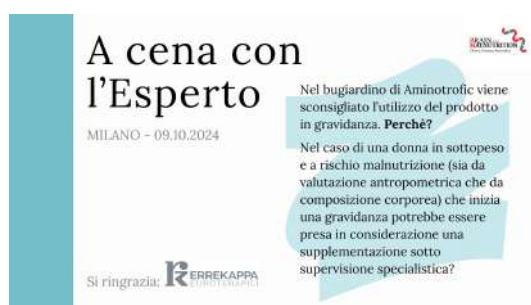 A cena con
l'Esperto
MILANO - 09.10.2024
Nel bugiardino di Aminotrofic viene
sconsigliato l'utilizzo del prodotto
in gravidanza. Perchè?
Nel caso di una donna in sottopeso
e a rischio malnutrizione (sia da
valutazione antropometrica che da
composizione corporea) che inizia
una gravidanza potrebbe essere
presa in considerazione una
supplementazione sotto
supervisione specialistica?
Si ringrazia:
ERREKAPPA
EUROTERAPICI